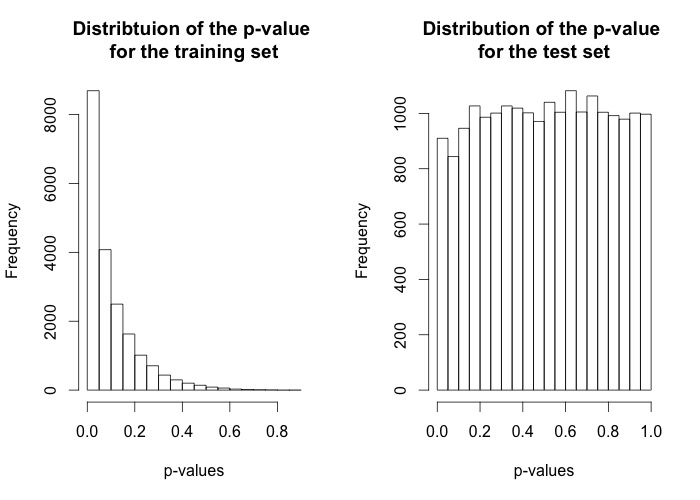 Distribtuion of the p-value
for the training set
Frequency
8000
6000
4000
2000
0
0.0 0.2 0.4 0.6 0.8
p-values
Distribution of the p-value
for the test set
Frequency
1000
800
600
400
200
0
0.0 0.2 0.4 0.6 0.8 1.0
p-values